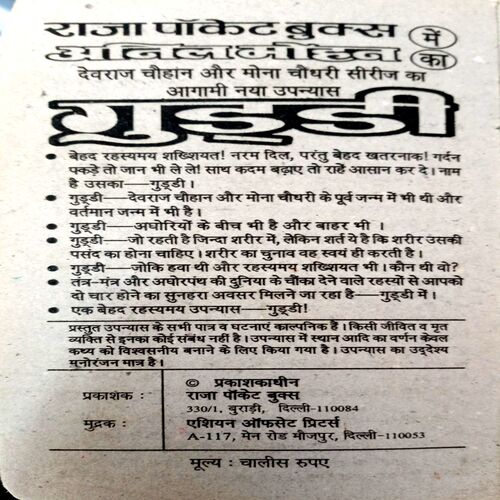 राजा पॉकेट बुक्स में
अनिल मोहन का
देवराज चौहान और मोना चौधरी सीरीज का
आगामी नया उपन्यास
गुड्डी
• बेहद रहस्यमय शख्शियत! नरम दिल, परंतु बेहद खतरनाक! गर्दन
पकड़े तो जान भी ले ले! साथ कदम बढ़ाए तो राहें आसान कर दे। नाम
है उसका—गुड्डी।
• गुड्डी—देवराज चौहान और मोना चौधरी के पूर्व जन्म में भी थी और
वर्तमान जन्म में भी है।
• गुड्डी—अघोरियों के बीच भी है और बाहर भी ।
• गुड्डी—जो रहती है जिन्दा शरीर में, लेकिन शर्त ये है कि शरीर उसकी
पसंद का होना चाहिए। शरीर का चुनाव वह स्वयं ही करती है।
• गुड्डी—जोकि हवा थी और रहस्यमय शख्शियत भी। कौन थी वो?
• तंत्र-मंत्र और अघोरपंथ की दुनिया के चौंका देने वाले रहस्यों से आपको
दो चार होने का सुनहरा अवसर मिलने जा रहा है—गुड्डी में।
• एक बेहद रहस्यमय उपन्यास—गुड्डी!
प्रस्तुत उपन्यास के सभी पात्र व घटनाएं काल्पनिक हैं। किसी जीवित व मृत
व्यक्ति से इनका कोई संबंध नहीं है। उपन्यास में स्थान आदि का वर्णन केवल
कथ्य को विश्वसनीय बनाने के लिए किया गया है। उपन्यास का उद्देश्य
मनोरंजन मात्र है।
© प्रकाशकाधीन
प्रकाशक : राजा पॉकेट बुक्स
330/1, बुराड़ी, दिल्ली-110084
मुद्रक : एशियन ऑफसेट प्रिटर्स
A-117, मेन रोड मौजपुर, दिल्ली-110053
मूल्य : चालीस रुपए